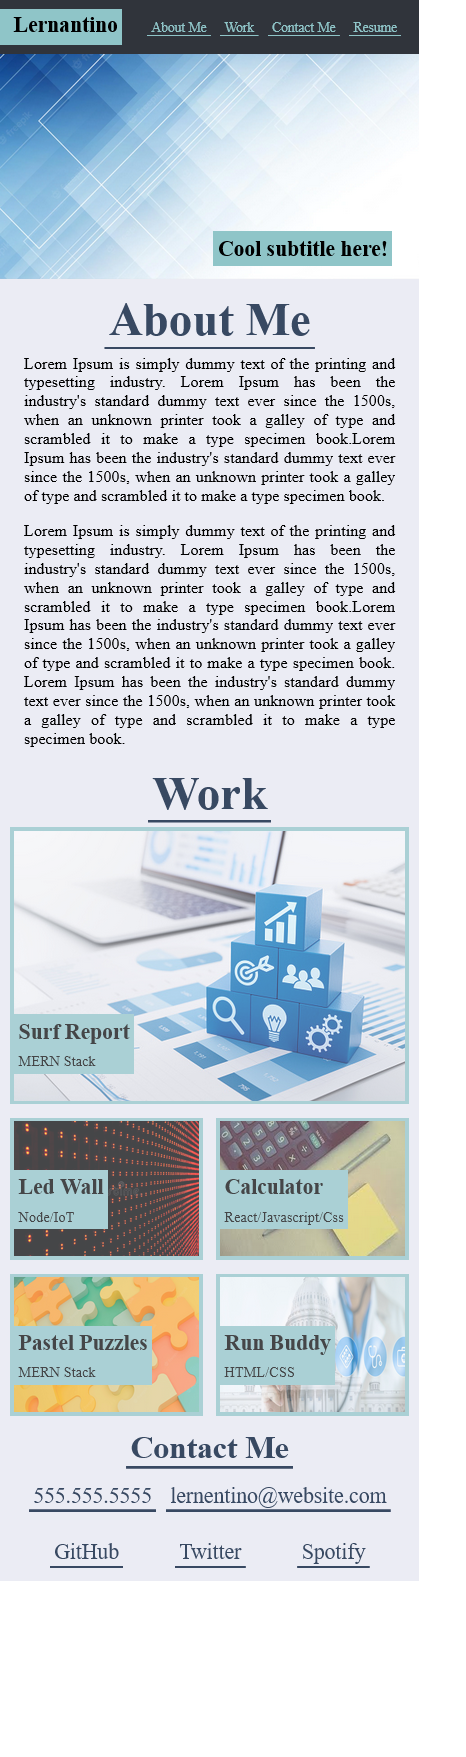 Lernantino
About Me Work Contact Me Resume
Cool subtitle here!
About Me
Lorem Ipsum is simply dummy text of the printing and
typesetting industry. Lorem Ipsum has been the
industry's standard dummy text ever since the 1500s,
when an unknown printer took a galley of type and
scrambled it to make a type specimen book.Lorem
Ipsum has been the industry's standard dummy text ever
since the 1500s, when an unknown printer took a galley
of type and scrambled it to make a type specimen book.
Lorem Ipsum is simply dummy text of the printing and
typesetting industry. Lorem Ipsum has been the
industry's standard dummy text ever since the 1500s,
when an unknown printer took a galley of type and
scrambled it to make a type specimen book.Lorem
Ipsum has been the industry's standard dummy text ever
since the 1500s, when an unknown printer took a galley
of type and scrambled it to make a type specimen book.
Lorem Ipsum has been the industry's standard dummy
text ever since the 1500s, when an unknown printer took
a galley of type and scrambled it to make a type
specimen book.
Work
Surf Report
MERN Stack
Led Wall
Node/IoT
Calculator
React/Javascript/Css
Pastel Puzzles
MERN Stack
Run Buddy
HTML/CSS
Contact Me
555.555.5555 lernentino@website.com
GitHub Twitter Spotify